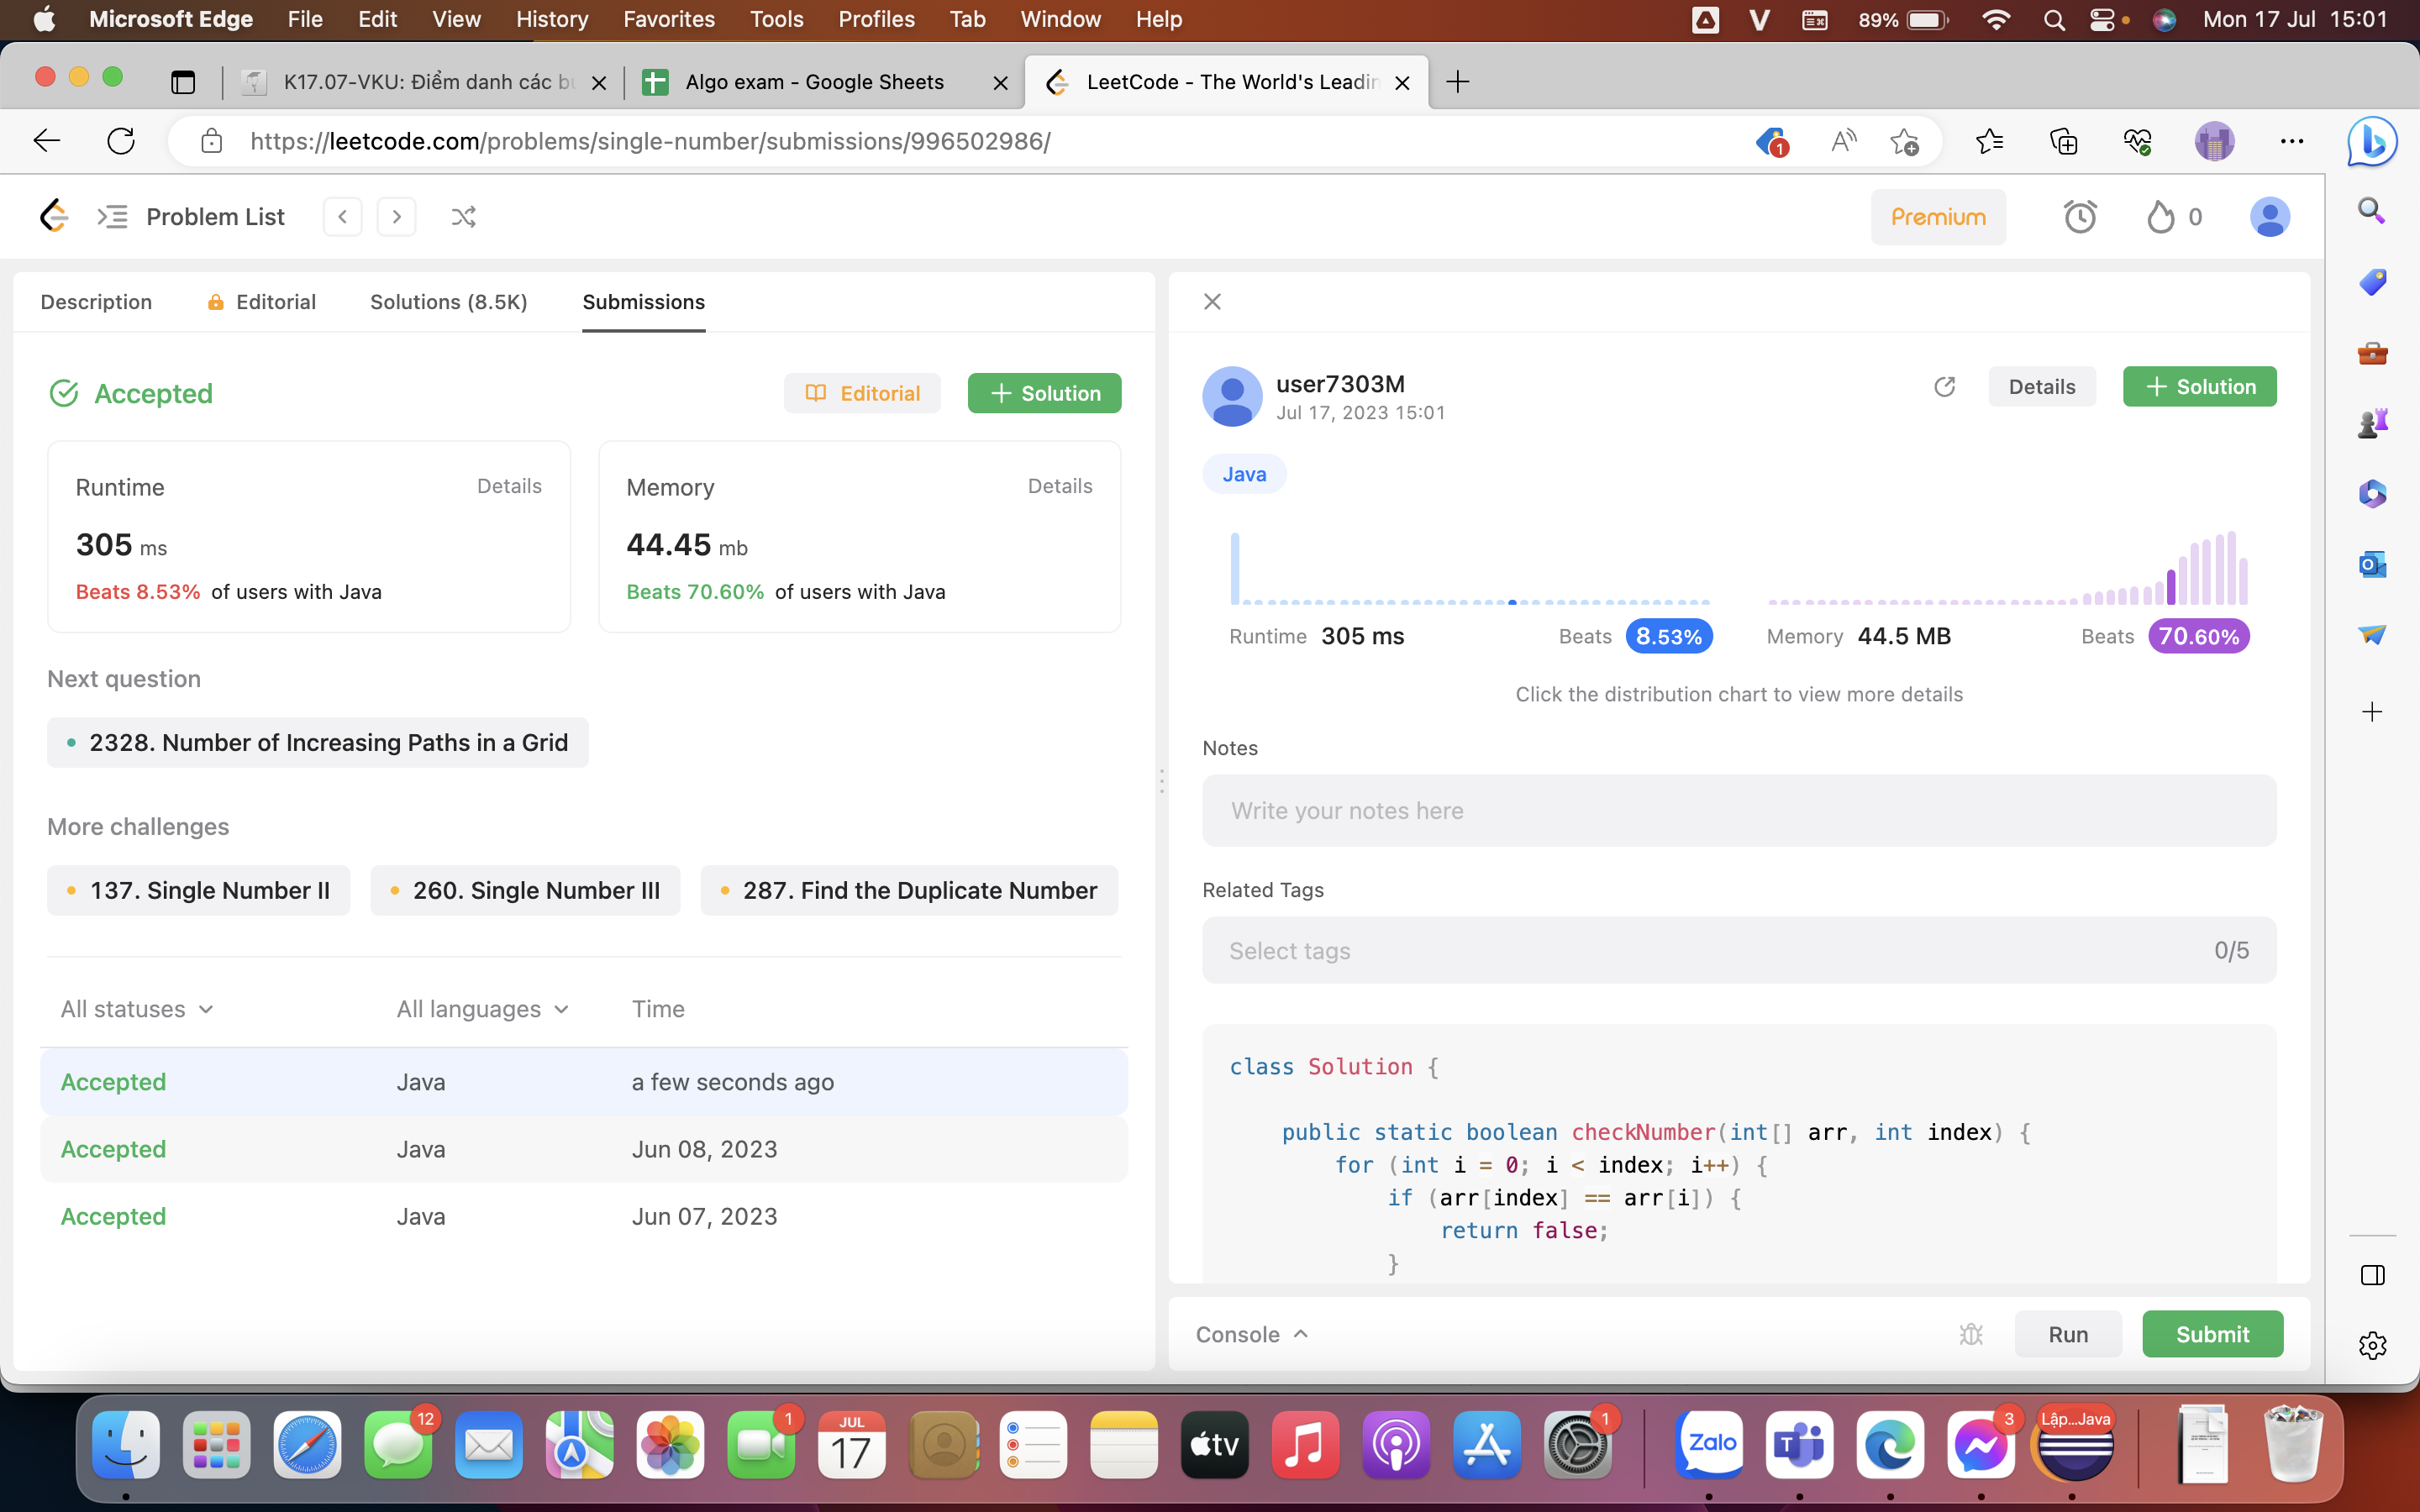 Microsoft Edge File Edit View History Favorites Tools Profiles Tab Window Help 89% Mon 17 Jul 15:01
K17.07-VKU: Điểm danh các bu Algo exam - Google Sheets LeetCode - The World's Leadin
https://leetcode.com/problems/single-number/submissions/996502986/ 1
Problem List Premium 0
Description Editorial Solutions (8.5K) Submissions
Accepted Editorial + Solution
Runtime Details
305 ms
Beats 8.53% of users with Java
Memory Details
44.45 mb
Beats 70.60% of users with Java
Next question
2328. Number of Increasing Paths in a Grid
More challenges
137. Single Number II 260. Single Number III 287. Find the Duplicate Number
All statuses All languages Time
Accepted Java a few seconds ago
Accepted Java Jun 08, 2023
Accepted Java Jun 07, 2023
user7303M Details + Solution
Jul 17, 2023 15:01
Java
Runtime 305 ms Beats 8.53% Memory 44.5 MB Beats 70.60%
Click the distribution chart to view more details
Notes
Write your notes here
Related Tags
Select tags 0/5
class Solution {
public static boolean checkNumber(int[] arr, int index) {
for (int i = 0; i < index; i++) {
if (arr[index] == arr[i]) {
return false;
}
Console Run Submit
12 1 JUL 17 tv 1 Zalo 3 Lập...Java